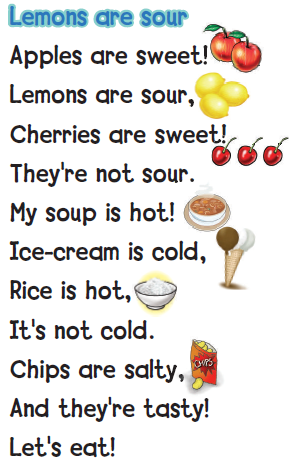 Lemons are sour
Apples are sweet!
Lemons are sour,
Cherries are sweet!
They're not sour.
My soup is hot!
Ice-cream is cold,
Rice is hot,
It's not cold.
Chips are salty,
CHIPS
And they're tasty!
Let's eat!